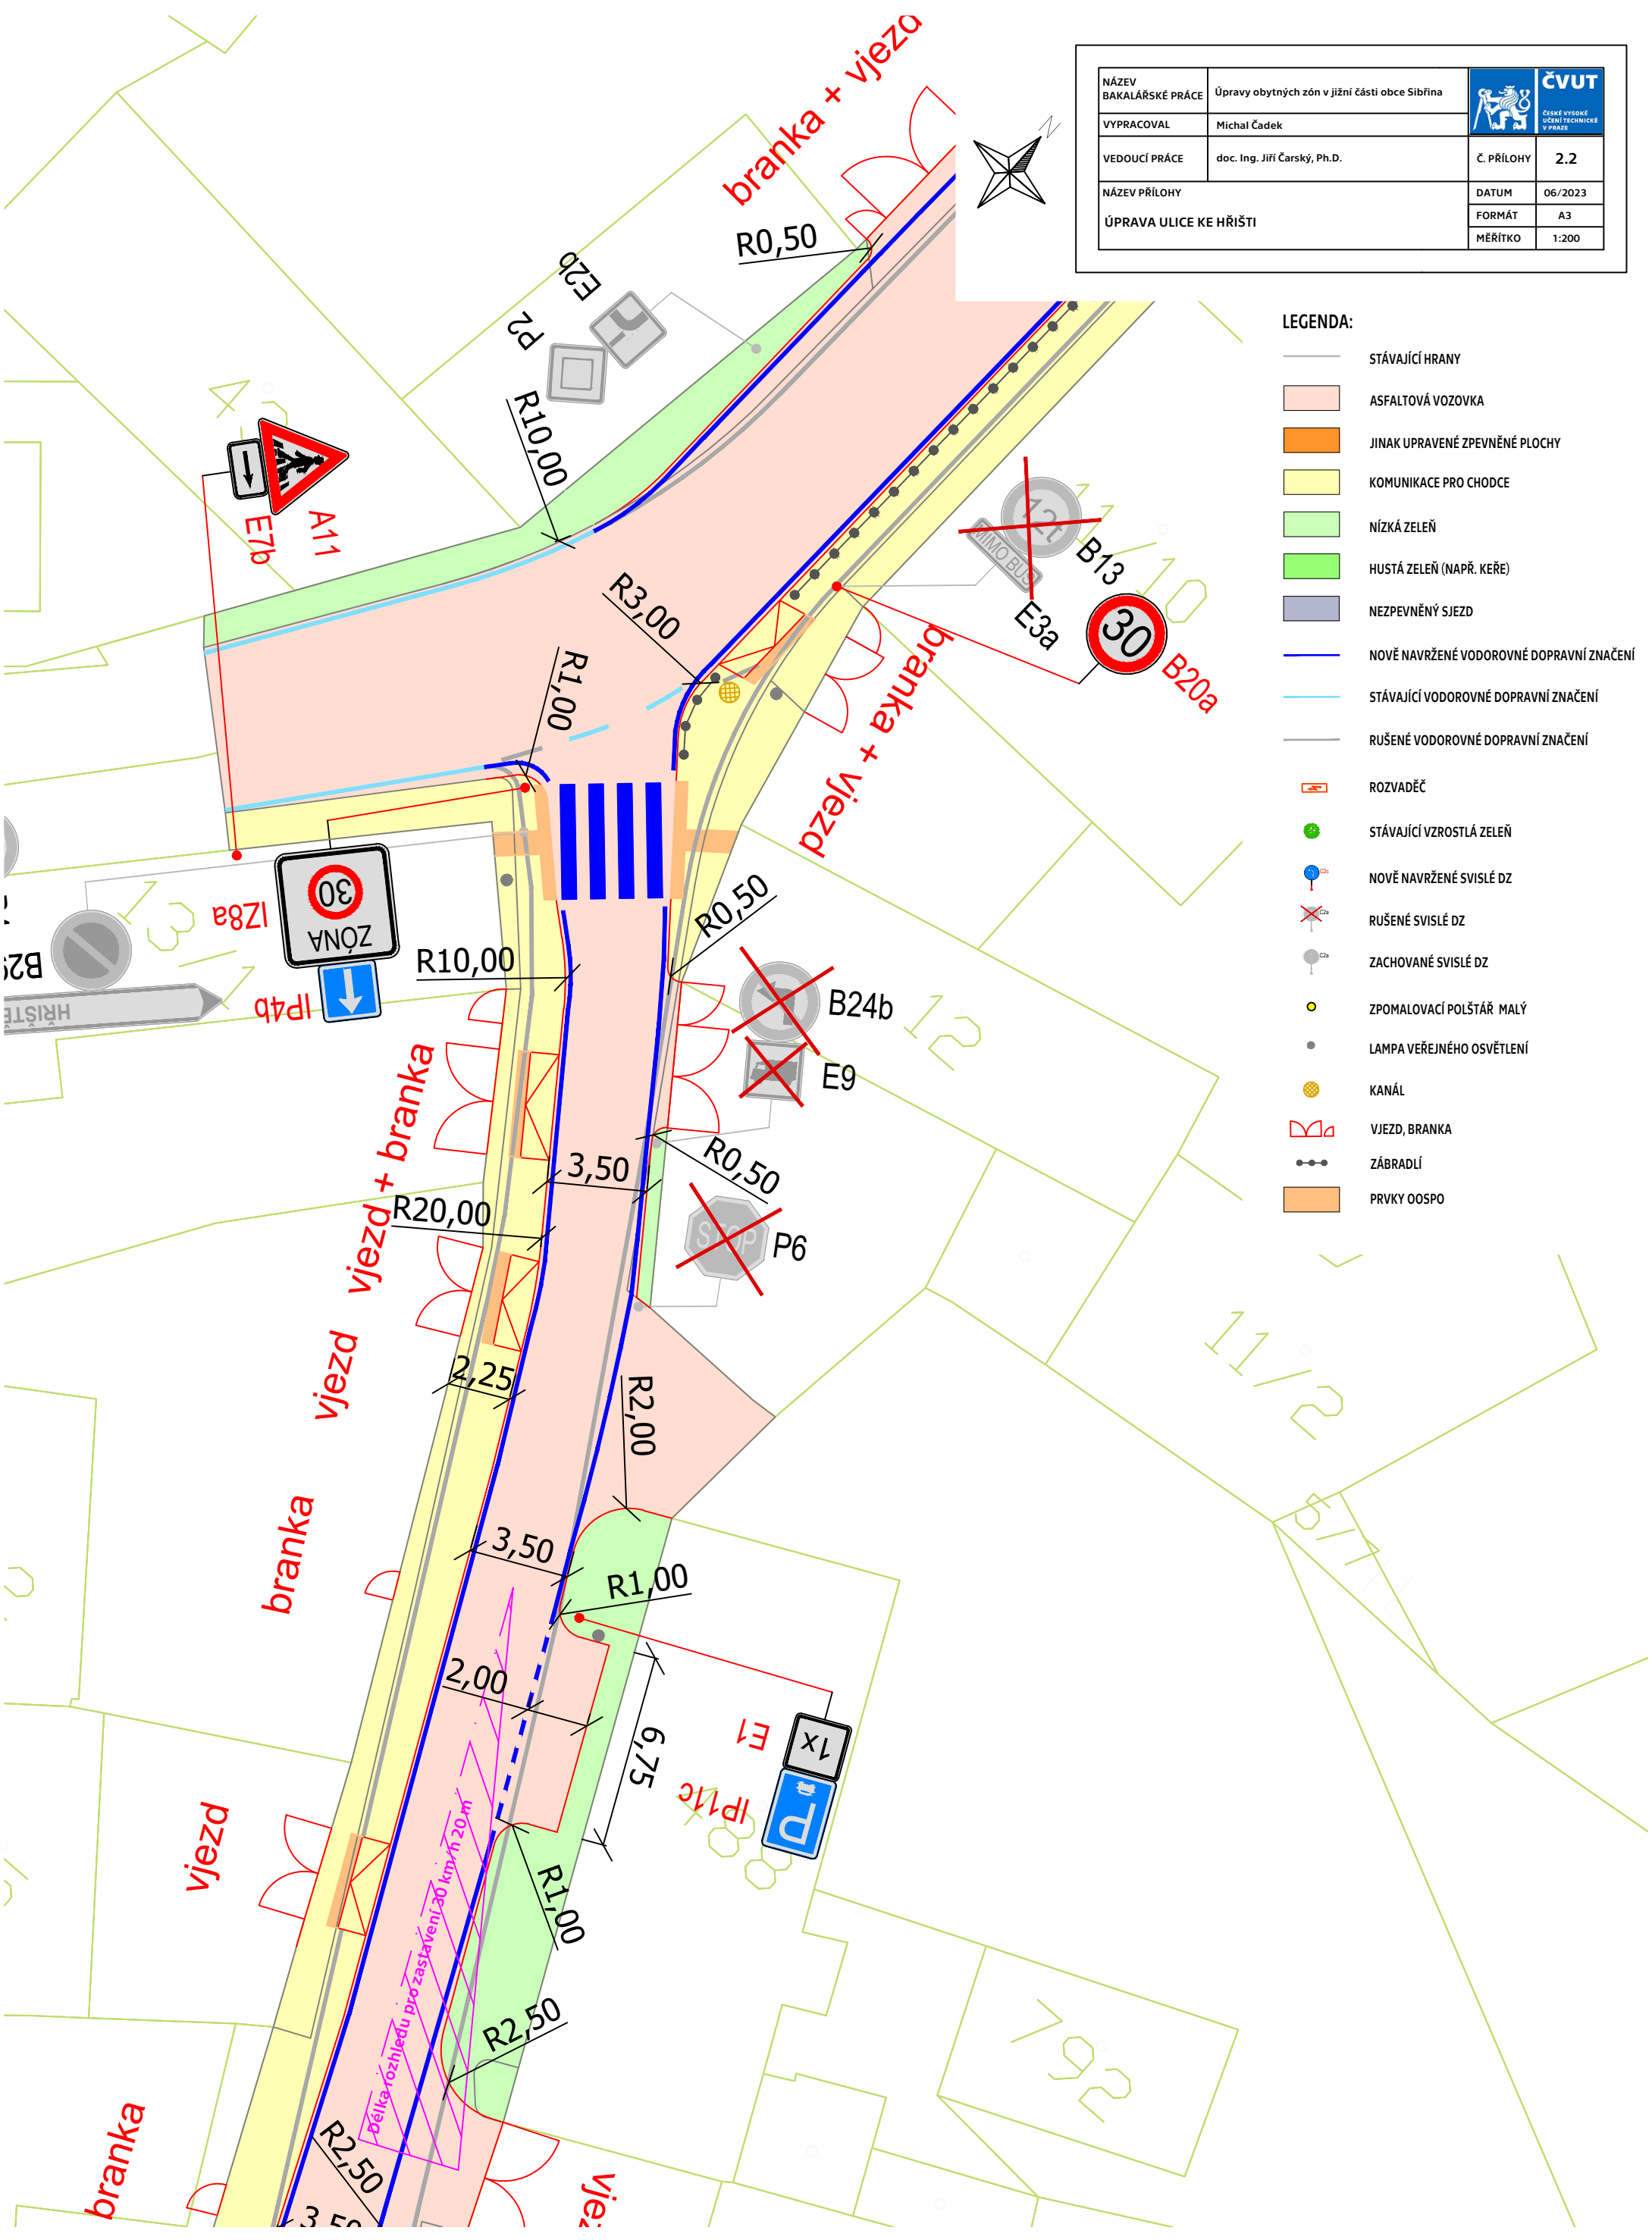 NÁZEV
BAKALÁŘSKÉ PRÁCE
Úpravy obytných zón v jižní části obce Sibřina
VYPRACOVAL
Michal Čadek
VEDOUCÍ PRÁCE
doc. Ing. Jiří Čarský, Ph.D.
NÁZEV PŘÍLOHY
ÚPRAVA ULICE KE HŘIŠTI
ČVUT
ČESKÉ VYSOKÉ
UČENÍ TECHNICKÉ
V PRAZE
Č. PŘÍLOHY
2.2
DATUM
06/2023
FORMÁT
A3
MĚŘÍTKO
1:200
N
LEGENDA:
STÁVAJÍCÍ HRANY
ASFALTOVÁ VOZOVKA
JINAK UPRAVENÉ ZPEVNĚNÉ PLOCHY
KOMUNIKACE PRO CHODCE
NÍZKÁ ZELEŇ
HUSTÁ ZELEŇ (NAPŘ. KEŘE)
NEZPEVNĚNÝ SJEZD
NOVĚ NAVRŽENÉ VODOROVNÉ DOPRAVNÍ ZNAČENÍ
STÁVAJÍCÍ VODOROVNÉ DOPRAVNÍ ZNAČENÍ
RUŠENÉ VODOROVNÉ DOPRAVNÍ ZNAČENÍ
ROZVADĚČ
STÁVAJÍCÍ VZROSTLÁ ZELEŇ
NOVĚ NAVRŽENÉ SVISLÉ DZ
RUŠENÉ SVISLÉ DZ
ZACHOVANÉ SVISLÉ DZ
ZPOMALOVACÍ POLŠTÁŘ MALÝ
LAMPA VEŘEJNÉHO OSVĚTLENÍ
KANÁL
VJEZD, BRANKA
ZÁBRADLÍ
PRVKY OOSPO
branka + vjezd
R0,50
E2b
P2
R10,00
E7b
A11
R3,00
R1,00
12t
MIMO BUS
B13
E3a
30
B20a
branka + vjezd
30
ZÓNA
IZ8a
IP4b
HŘIŠTĚ
R10,00
R0,50
B24b
E9
12
vjezd + branka
3,50
R0,50
R20,00
STOP
P6
vjezd
2,25
R2,00
11/2
branka
3,50
R1,00
2,00
6,75
E1
1x
IP11c
P
488
vjezd
R1,00
Délka rozhledu pro zastavení 30 km/h 20 m
R2,50
792
branka
R2,50
3,50